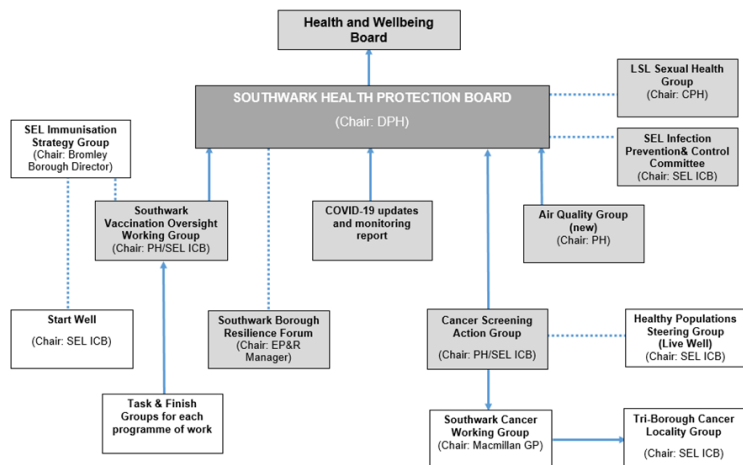 Health and Wellbeing
Board
SOUTHWARK HEALTH PROTECTION BOARD
(Chair: DPH)
LSL Sexual Health
Group
(Chair: CPH)
SEL Infection
Prevention& Control
Committee
(Chair: SEL ICB)
SEL Immunisation
Strategy Group
(Chair: Bromley
Borough Director)
Southwark
Vaccination Oversight
Working Group
(Chair: PH/SEL ICB)
COVID-19 updates
and monitoring
report
Air Quality Group
(new)
(Chair: PH)
Start Well
(Chair: SEL ICB)
Southwark Borough
Resilience Forum
(Chair: EP&R
Manager)
Cancer Screening
Action Group
(Chair: PH/SEL ICB)
Healthy Populations
Steering Group
(Live Well)
(Chair: SEL ICB)
Task & Finish
Groups for each
programme of work
Southwark Cancer
Working Group
(Chair: Macmillan GP)
Tri-Borough Cancer
Locality Group
(Chair: SEL ICB)